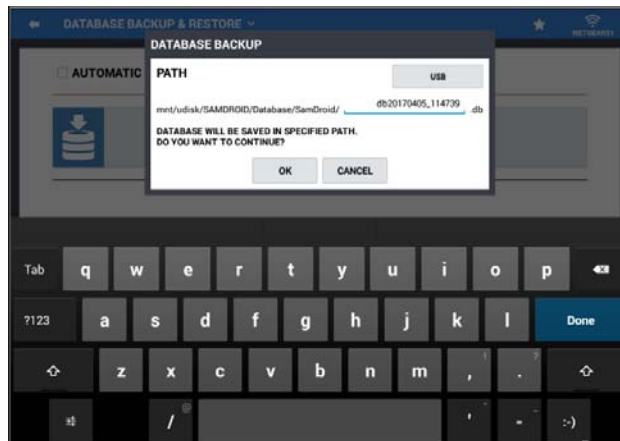 DATABASE BACKUP & RESTORE
NETGEAR51
DATABASE BACKUP
AUTOMATIC
PATH
USB
mnt/udisk/SAMDROID/Database/SamDroid/ db20170405_114739 .db
DATABASE WILL BE SAVED IN SPECIFIED PATH.
DO YOU WANT TO CONTINUE?
OK CANCEL
Tab q w e r t y u i o p
?123 a s d f g h j k l Done
z x c v b n m , ! . ?
/ @ ' " - _ :-)